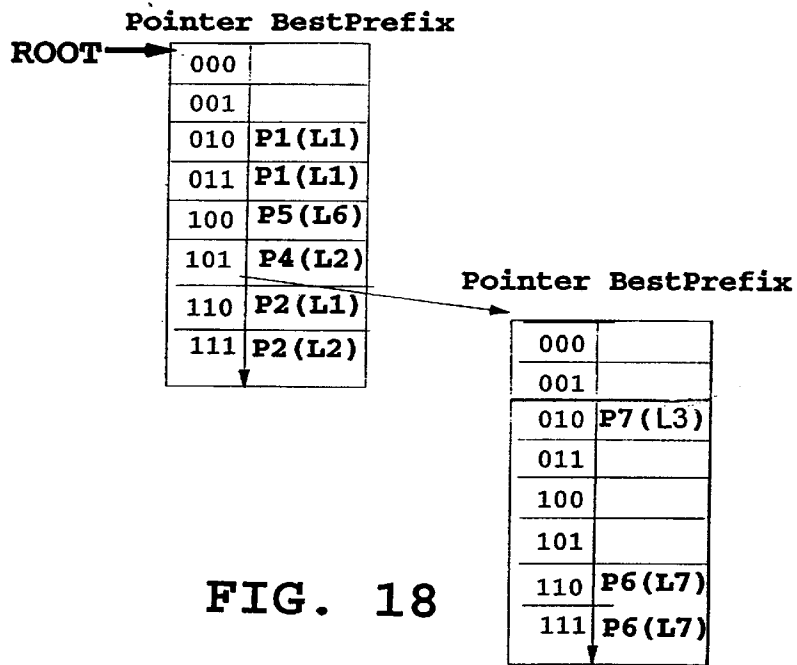 Pointer BestPrefix
ROOT
000
001
010 P1(L1)
011 P1(L1)
100 P5(L6)
101 P4(L2)
110 P2(L1)
111 P2(L2)
Pointer BestPrefix
000
001
010 P7(L3)
011
100
101
110 P6(L7)
111 P6(L7)
FIG. 18